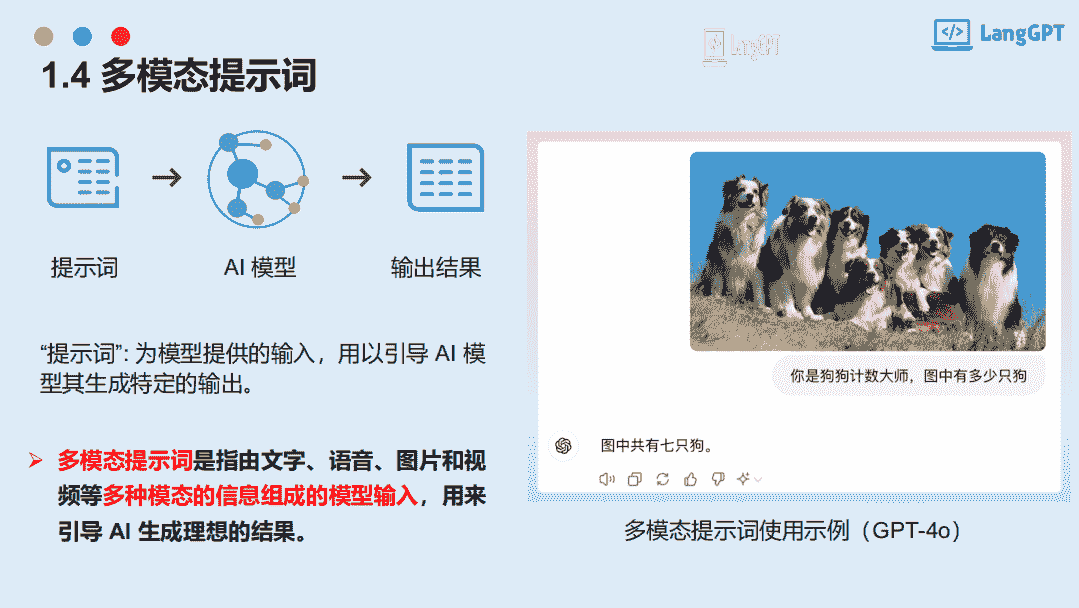 LangGPT
LangGPT
1.4 多模态提示词
提示词
AI 模型
输出结果
“提示词”: 为模型提供的输入，用以引导 AI 模
型其生成特定的输出。
➢ 多模态提示词是指由文字、语音、图片和视
频等多种模态的信息组成的模型输入，用来
引导 AI 生成理想的结果。
你是狗狗计数大师，图中有多少只狗
图中共有七只狗。
多模态提示词使用示例（GPT-4o）